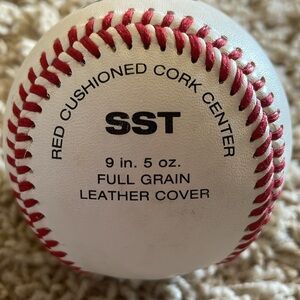 RED CUSHIONED CORK CENTER
SST
9 in. 5 oz.
FULL GRAIN
LEATHER COVER